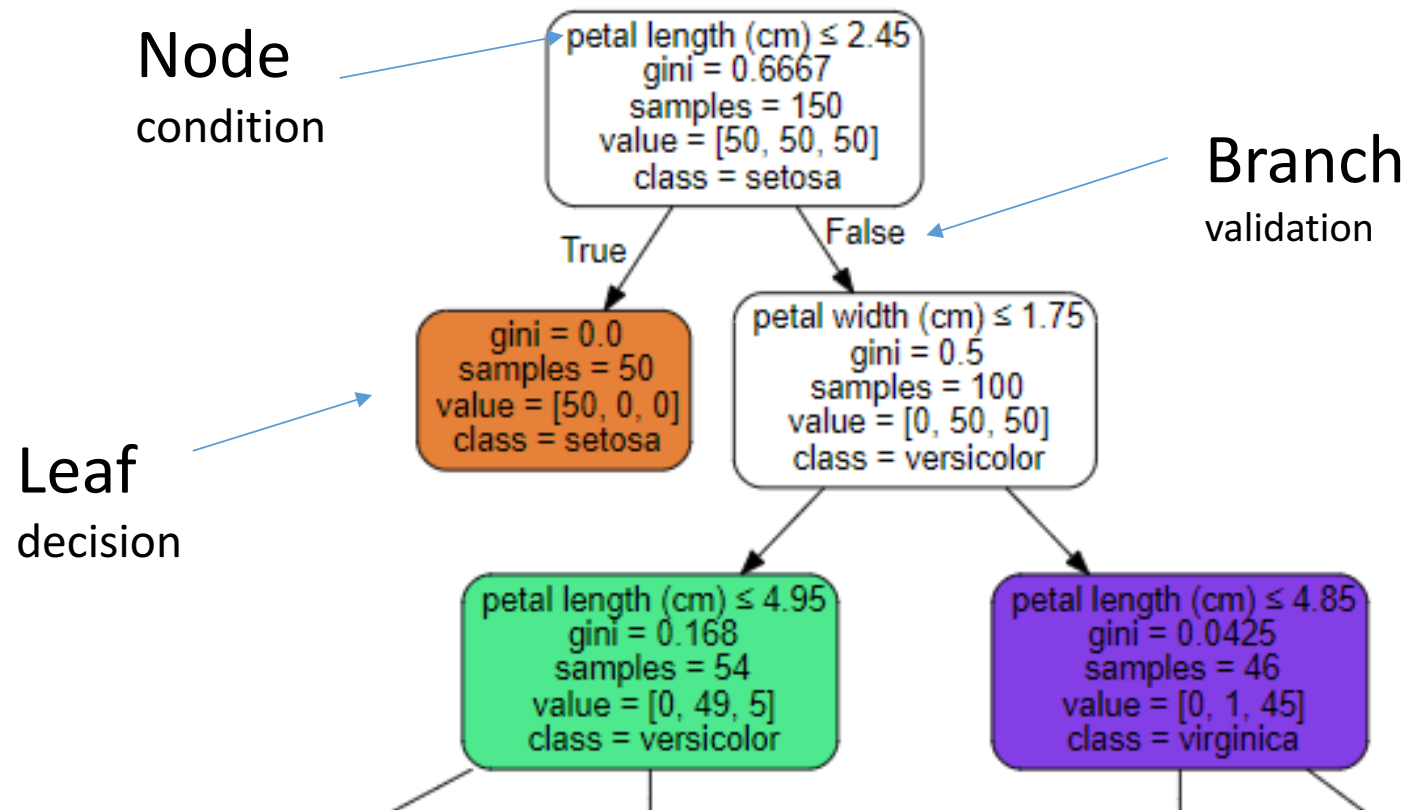 Node
condition
petal length (cm) ≤ 2.45
gini = 0.6667
samples = 150
value = [50, 50, 50]
class = setosa
Branch
validation
True
False
gini = 0.0
samples = 50
value = [50, 0, 0]
class = setosa
petal width (cm) ≤ 1.75
gini = 0.5
samples = 100
value = [0, 50, 50]
class = versicolor
Leaf
decision
petal length (cm) ≤ 4.95
gini = 0.168
samples = 54
value = [0, 49, 5]
class = versicolor
petal length (cm) ≤ 4.85
gini = 0.0425
samples = 46
value = [0, 1, 45]
class = virginica